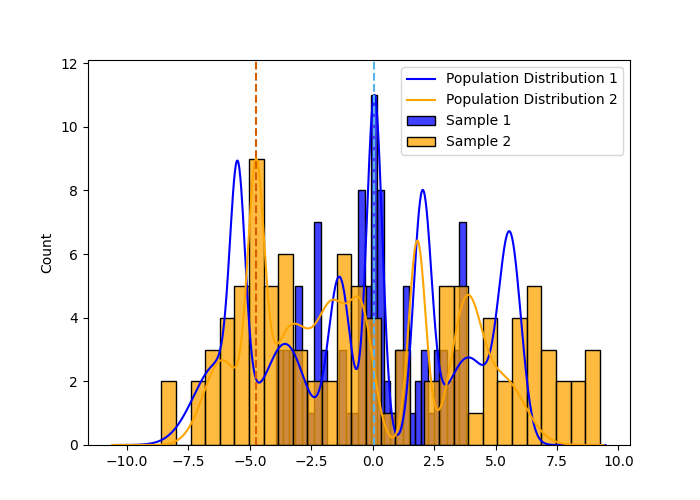 12
10
8
6
4
2
0
Count
−10.0 −7.5 −5.0 −2.5 0.0 2.5 5.0 7.5 10.0
Population Distribution 1
Population Distribution 2
Sample 1
Sample 2